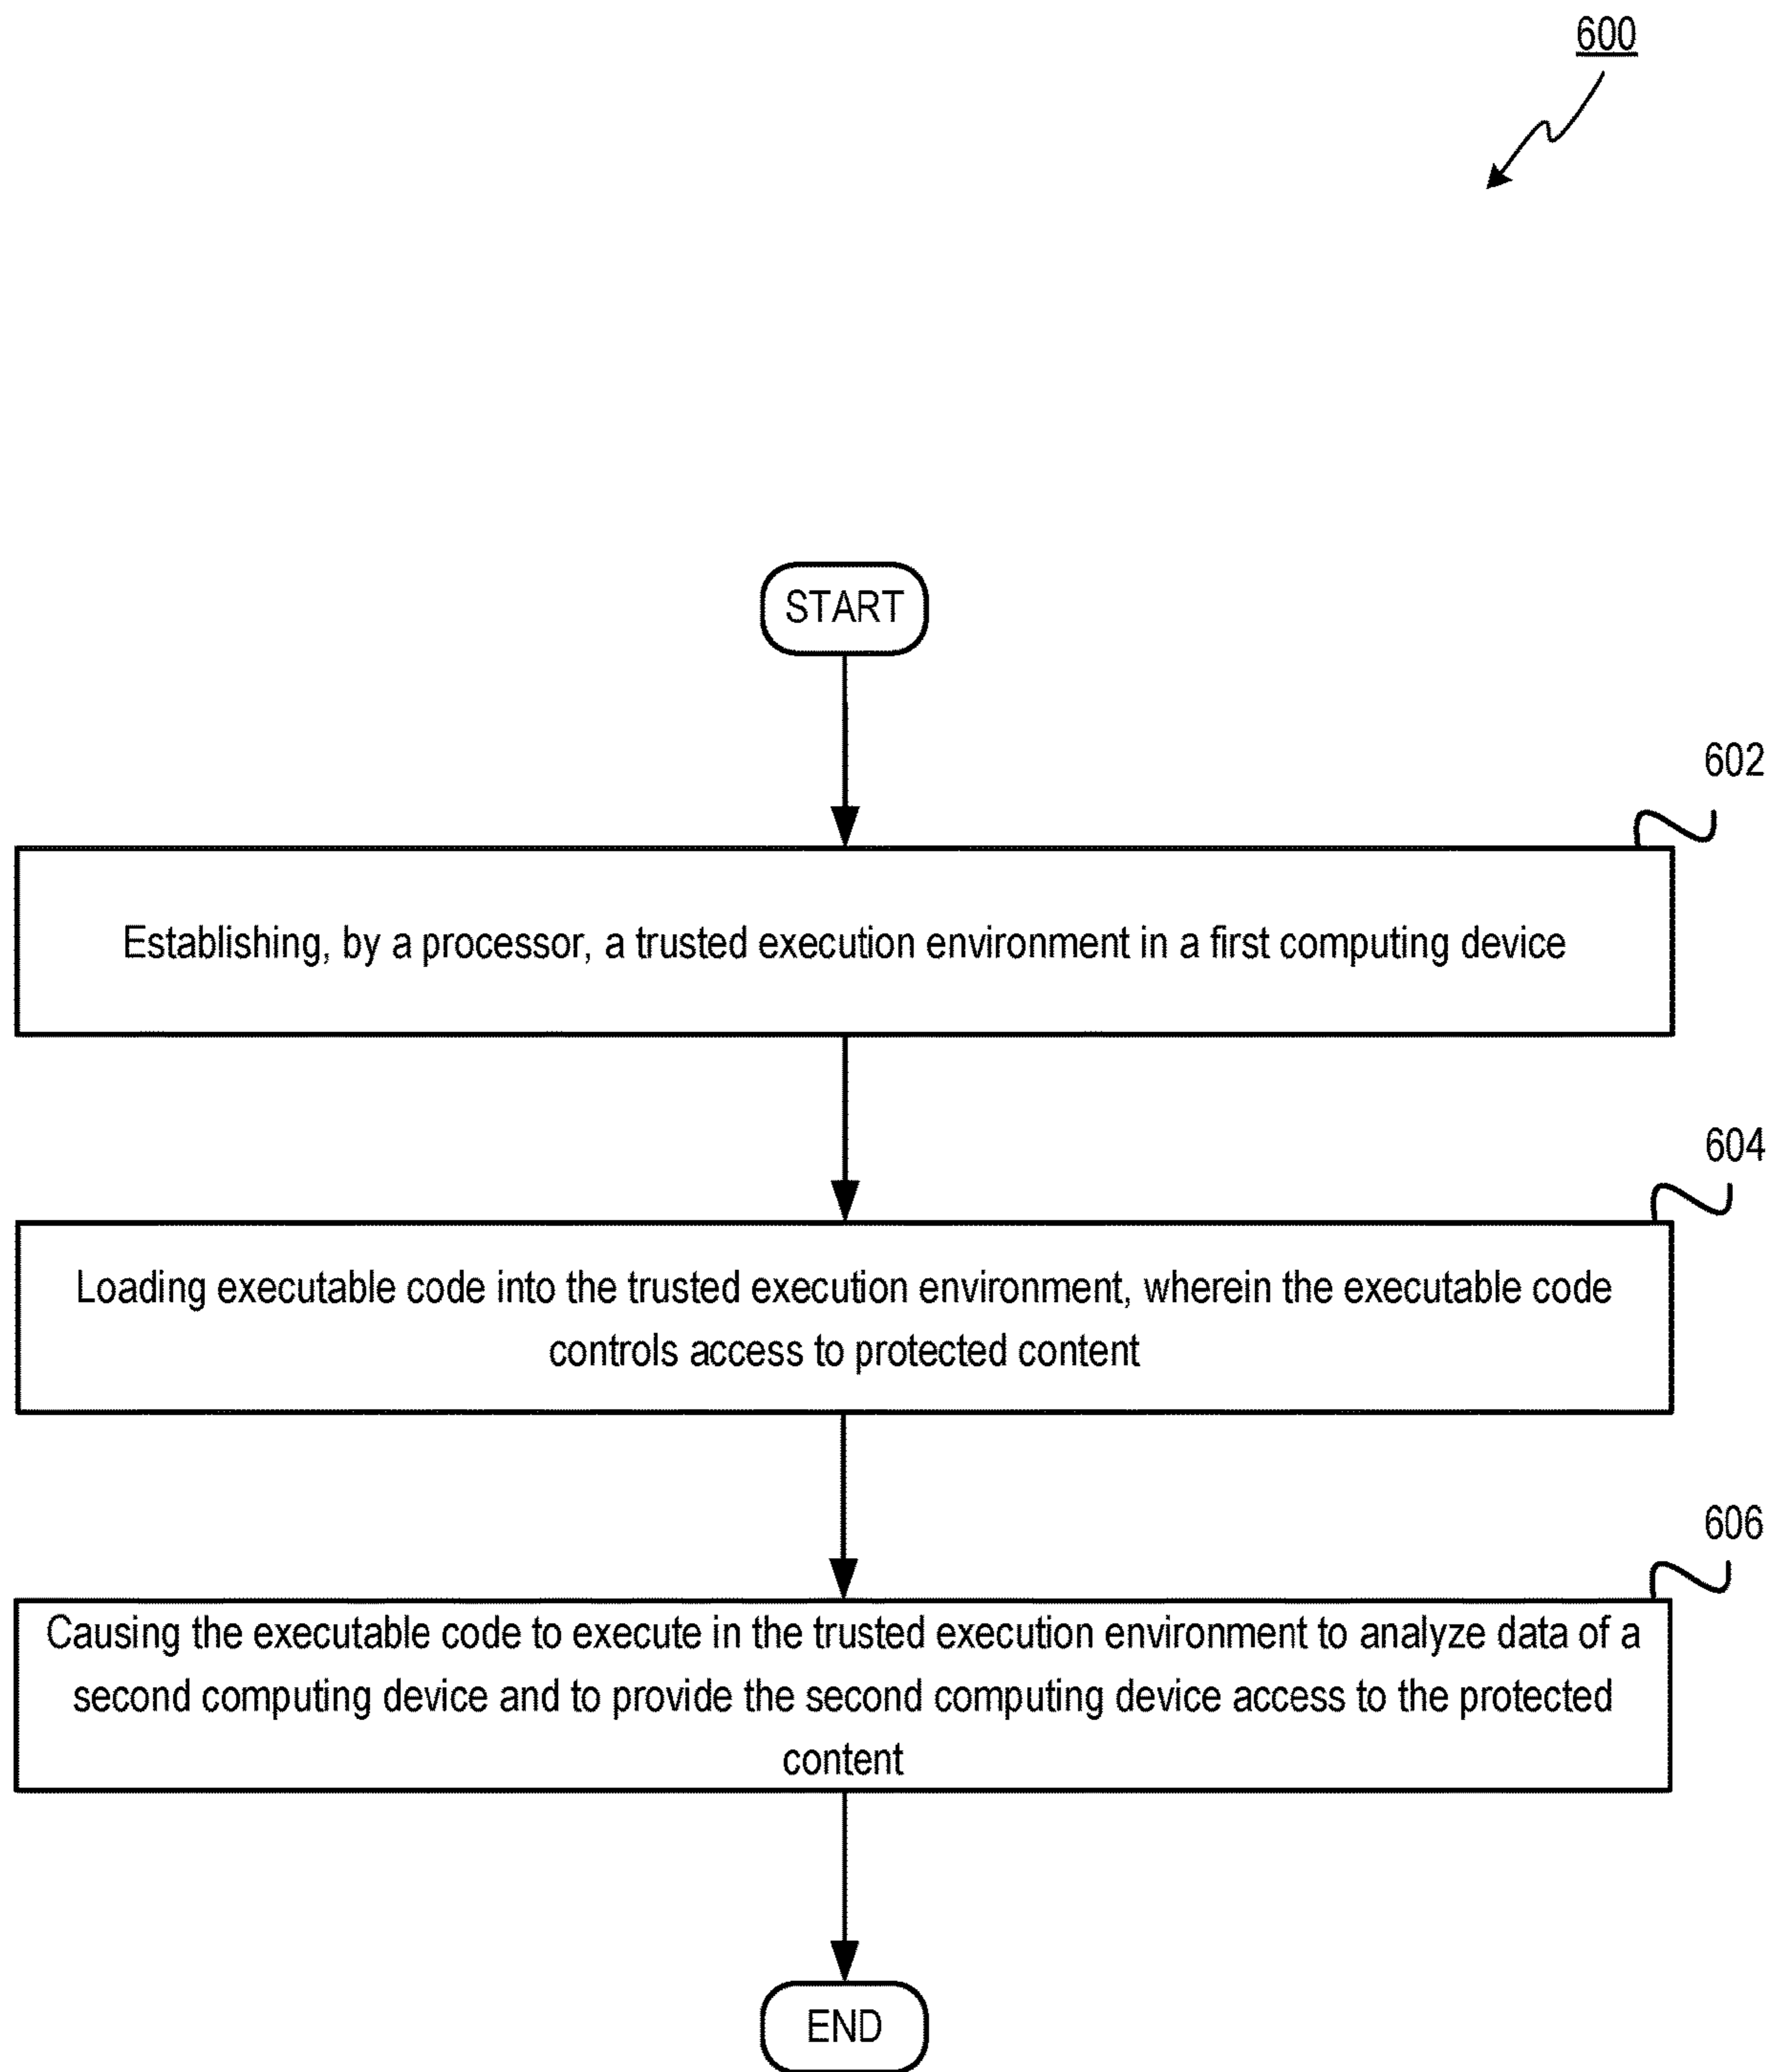 600
START
602
Establishing, by a processor, a trusted execution environment in a first computing device
604
Loading executable code into the trusted execution environment, wherein the executable code
controls access to protected content
606
Causing the executable code to execute in the trusted execution environment to analyze data of a
second computing device and to provide the second computing device access to the protected
content
END